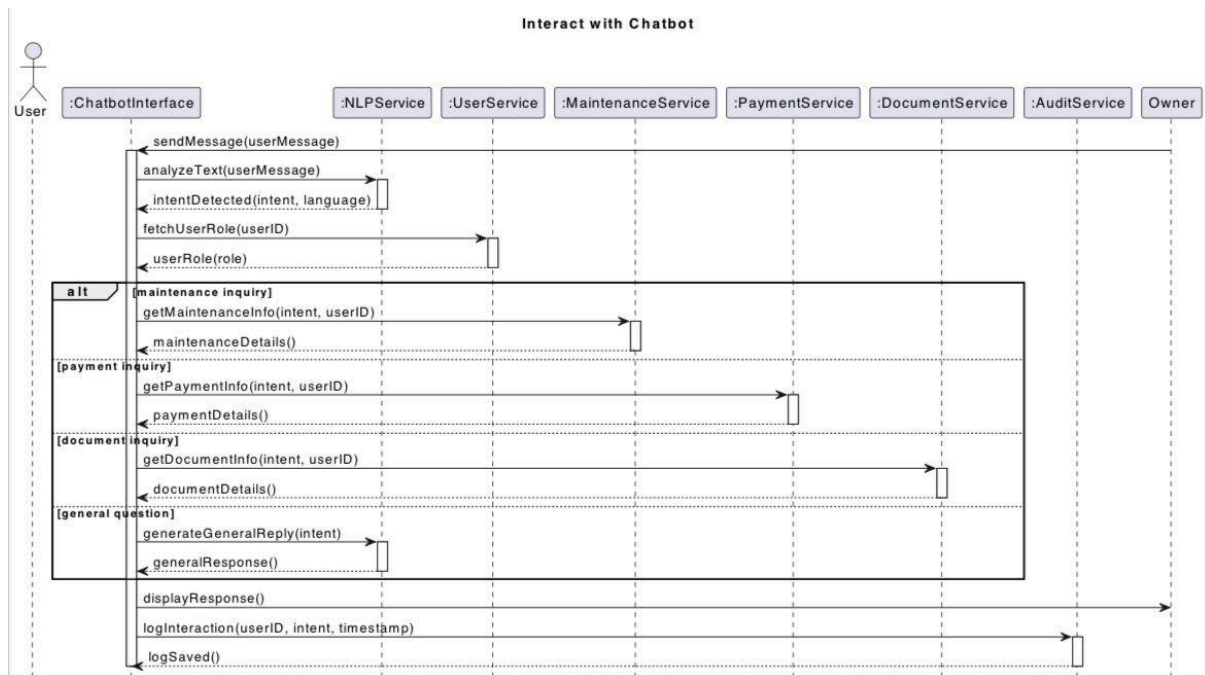 Interact with Chatbot
User
:ChatbotInterface
:NLPService
:UserService
:MaintenanceService
:PaymentService
:DocumentService
:AuditService
Owner
sendMessage(userMessage)
analyzeText(userMessage)
intentDetected(intent, language)
fetchUserRole(userID)
userRole(role)
alt
[maintenance inquiry]
getMaintenanceInfo(intent, userID)
maintenanceDetails()
[payment inquiry]
getPaymentInfo(intent, userID)
paymentDetails()
[document inquiry]
getDocumentInfo(intent, userID)
documentDetails()
[general question]
generateGeneralReply(intent)
generalResponse()
displayResponse()
logInteraction(userID, intent, timestamp)
logSaved()